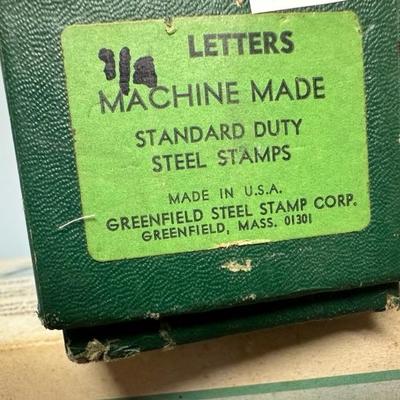 LETTERS
MACHINE MADE
STANDARD DUTY
STEEL STAMPS
MADE IN U.S.A.
GREENFIELD STEEL STAMP CORP.
GREENFIELD, MASS. 01301